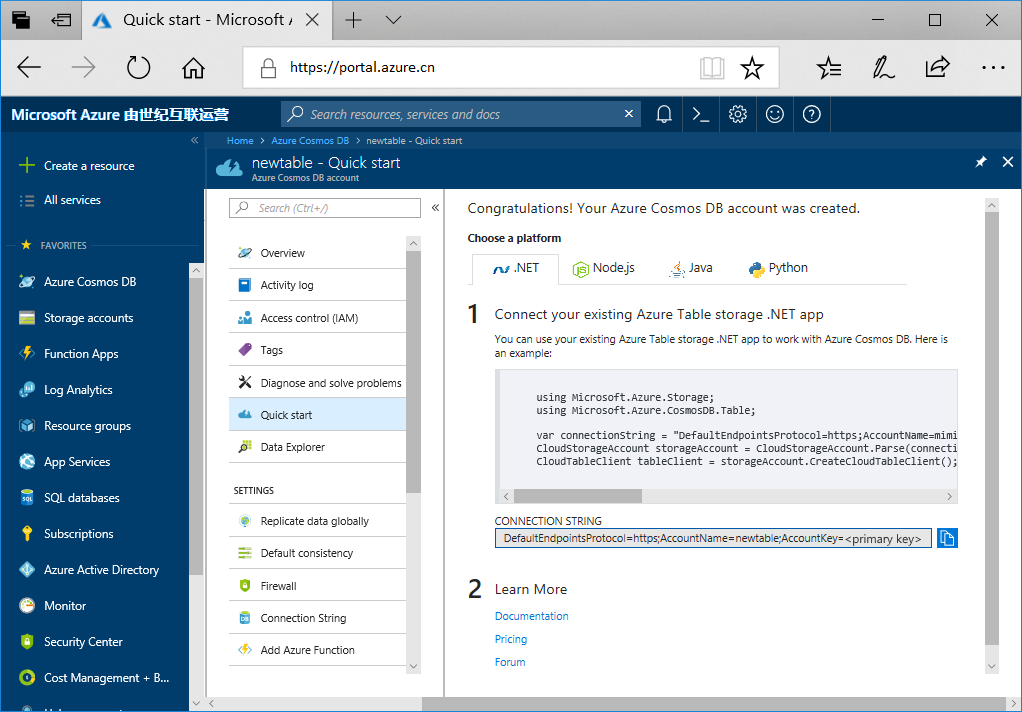 Quick start - Microsoft A
https://portal.azure.cn
Microsoft Azure 由世纪互联运营
Search resources, services and docs
Create a resource
All services
FAVORITES
Azure Cosmos DB
Storage accounts
Function Apps
Log Analytics
Resource groups
App Services
SQL databases
Subscriptions
Azure Active Directory
Monitor
Security Center
Cost Management + B...
Home > Azure Cosmos DB > newtable - Quick start
newtable - Quick start
Azure Cosmos DB account
Search (Ctrl+/)
Overview
Activity log
Access control (IAM)
Tags
Diagnose and solve problems
Quick start
Data Explorer
SETTINGS
Replicate data globally
Default consistency
Firewall
Connection String
Add Azure Function
Congratulations! Your Azure Cosmos DB account was created.
Choose a platform
.NET
Node.js
Java
Python
1 Connect your existing Azure Table storage .NET app
You can use your existing Azure Table storage .NET app to work with Azure Cosmos DB. Here is
an example:
using Microsoft.Azure.Storage;
using Microsoft.Azure.CosmosDB.Table;
var connectionString = "DefaultEndpointsProtocol=https;AccountName=mimi
CloudStorageAccount storageAccount = CloudStorageAccount.Parse(connecti
CloudTableClient tableClient = storageAccount.CreateCloudTableClient();
CONNECTION STRING
DefaultEndpointsProtocol=https;AccountName=newtable;AccountKey=<primary key>
2 Learn More
Documentation
Pricing
Forum